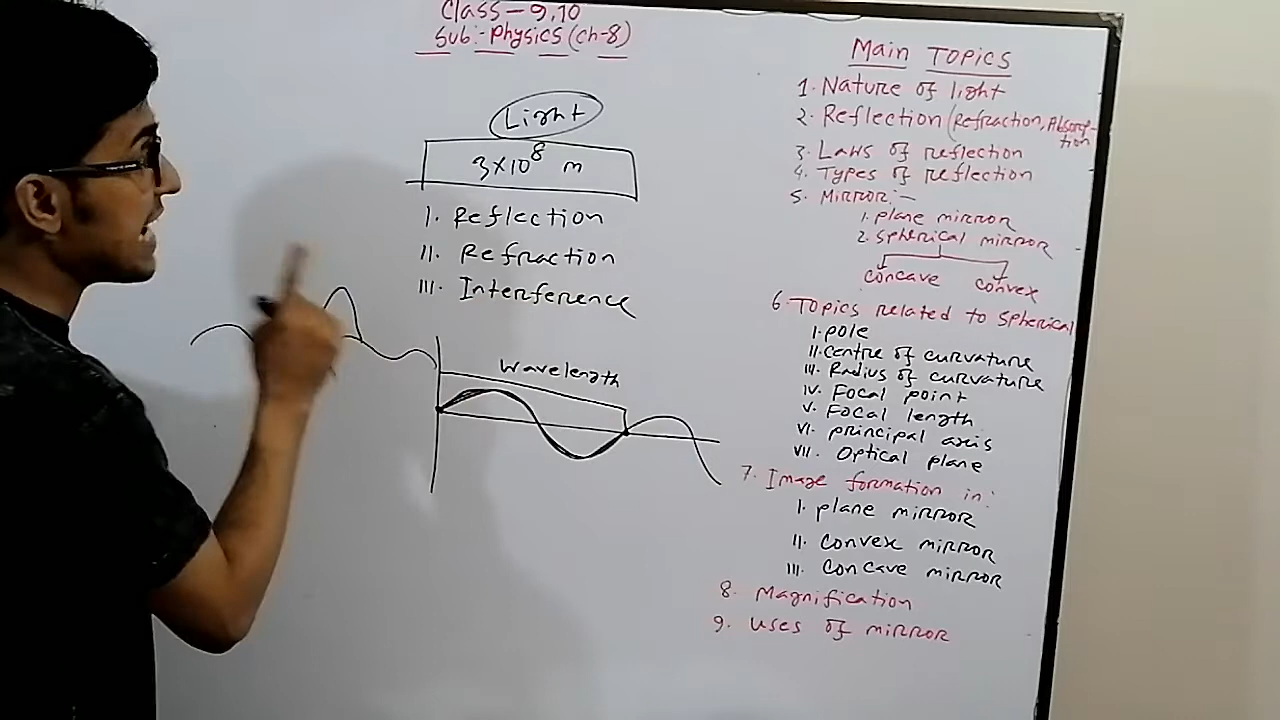 Class - 9,10
Sub:- Physics (ch-8)
Light
3×10⁸ m
I. Reflection
II. Refraction
III. Interference
Wavelength
Main Topics
1. Nature of light
2. Reflection (Refraction, Absorp-
tion
3. Laws of reflection
4. Types of reflection
5. Mirror:-
1. plane mirror
2. Spherical mirror
concave convex
6. Topics related to Spherical
I. pole
II. Centre of curvature
III. Radius of curvature
IV. Focal point
V. Focal length
VI. principal axis
VII. Optical plane
7. Image formation in:
I. plane mirror
II. Convex mirror
III. Concave mirror
8. Magnification
9. Uses of mirror